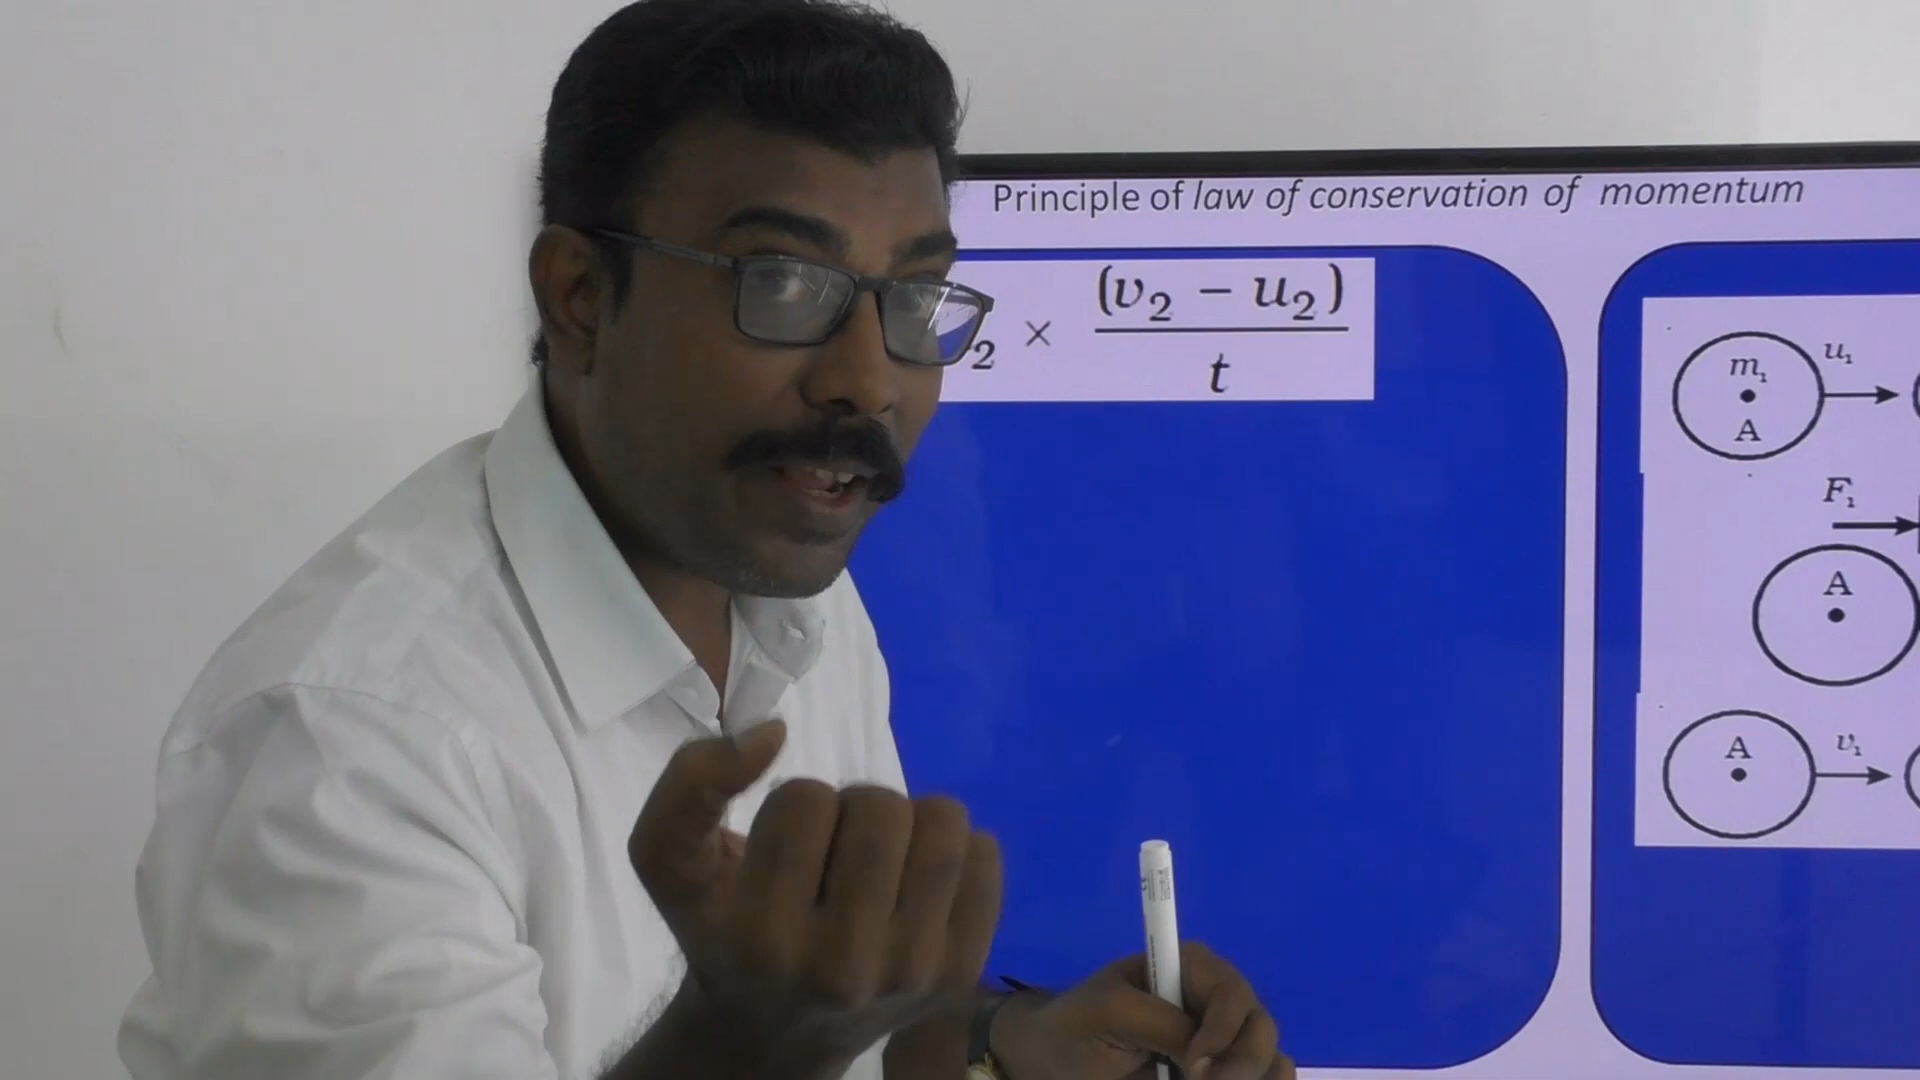 Principle of law of conservation of momentum
2 × (v₂ − u₂)
t
m₁
u₁
A
F₁
A
A
v₁